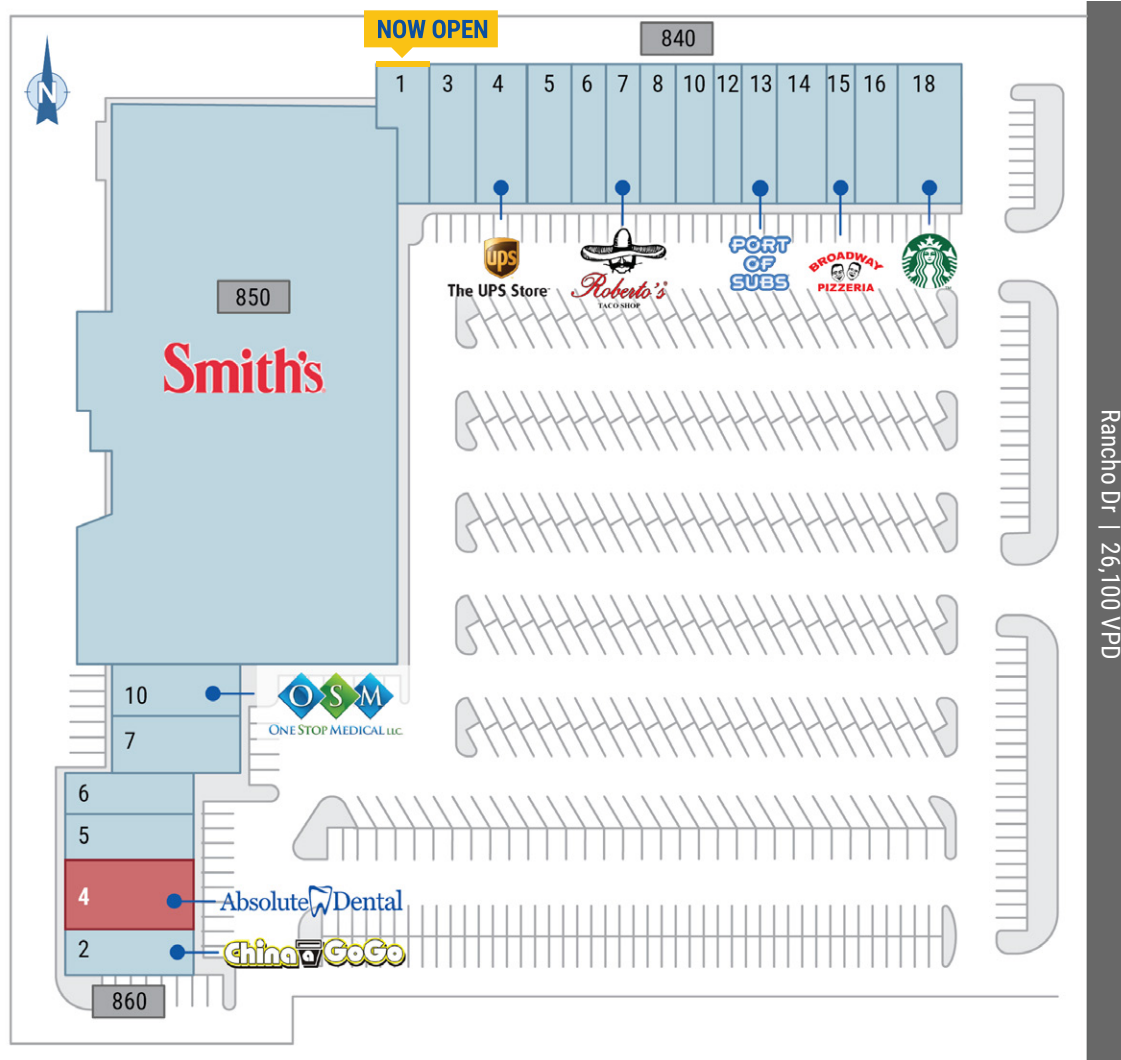 NOW OPEN
840
N
1 3 4 5 6 7 8 10 12 13 14 15 16 18
ups
The UPS Store
Roberto's
TACO SHOP
PORT
OF
SUBS
BROADWAY
PIZZERIA
850
Smith's
Rancho Dr | 26,100 VPD
10
OSM
ONE STOP MEDICAL LLC.
7
6
5
4
Absolute Dental
2
China a GoGo
860